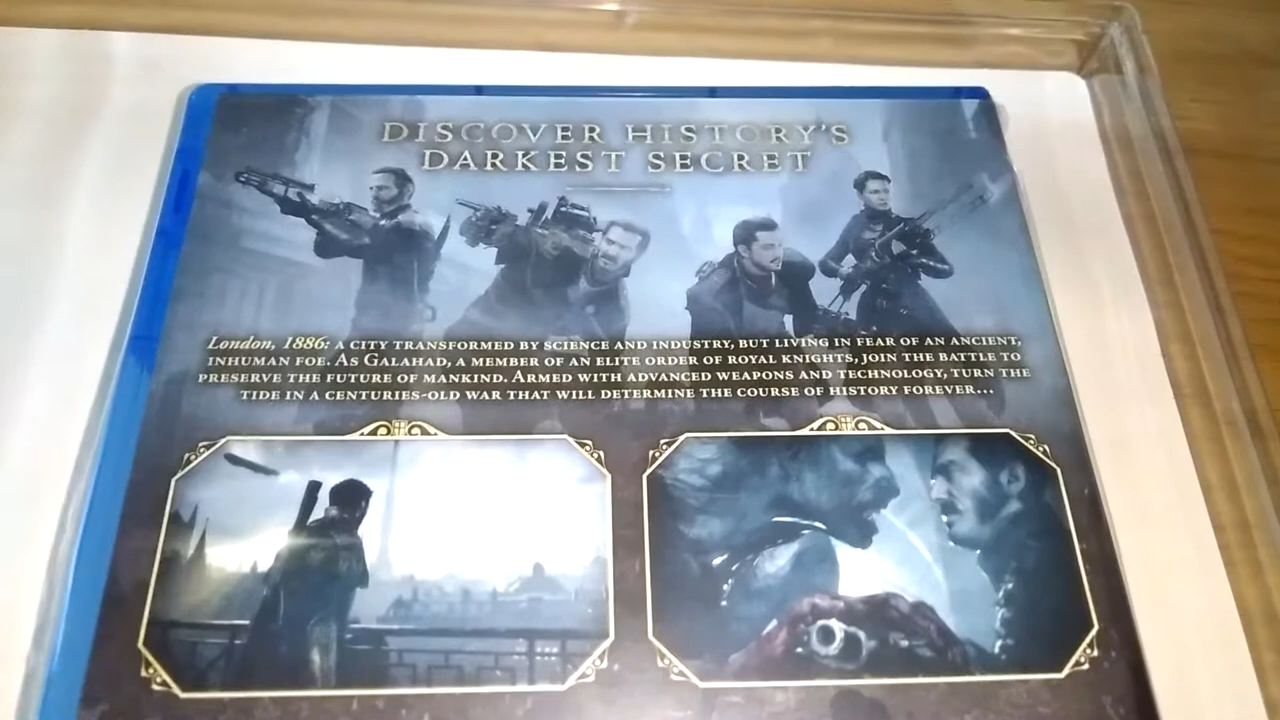 DISCOVER HISTORY'S
DARKEST SECRET
London, 1886: A CITY TRANSFORMED BY SCIENCE AND INDUSTRY, BUT LIVING IN FEAR OF AN ANCIENT,
INHUMAN FOE. AS GALAHAD, A MEMBER OF AN ELITE ORDER OF ROYAL KNIGHTS, JOIN THE BATTLE TO
PRESERVE THE FUTURE OF MANKIND. ARMED WITH ADVANCED WEAPONS AND TECHNOLOGY, TURN THE
TIDE IN A CENTURIES-OLD WAR THAT WILL DETERMINE THE COURSE OF HISTORY FOREVER...